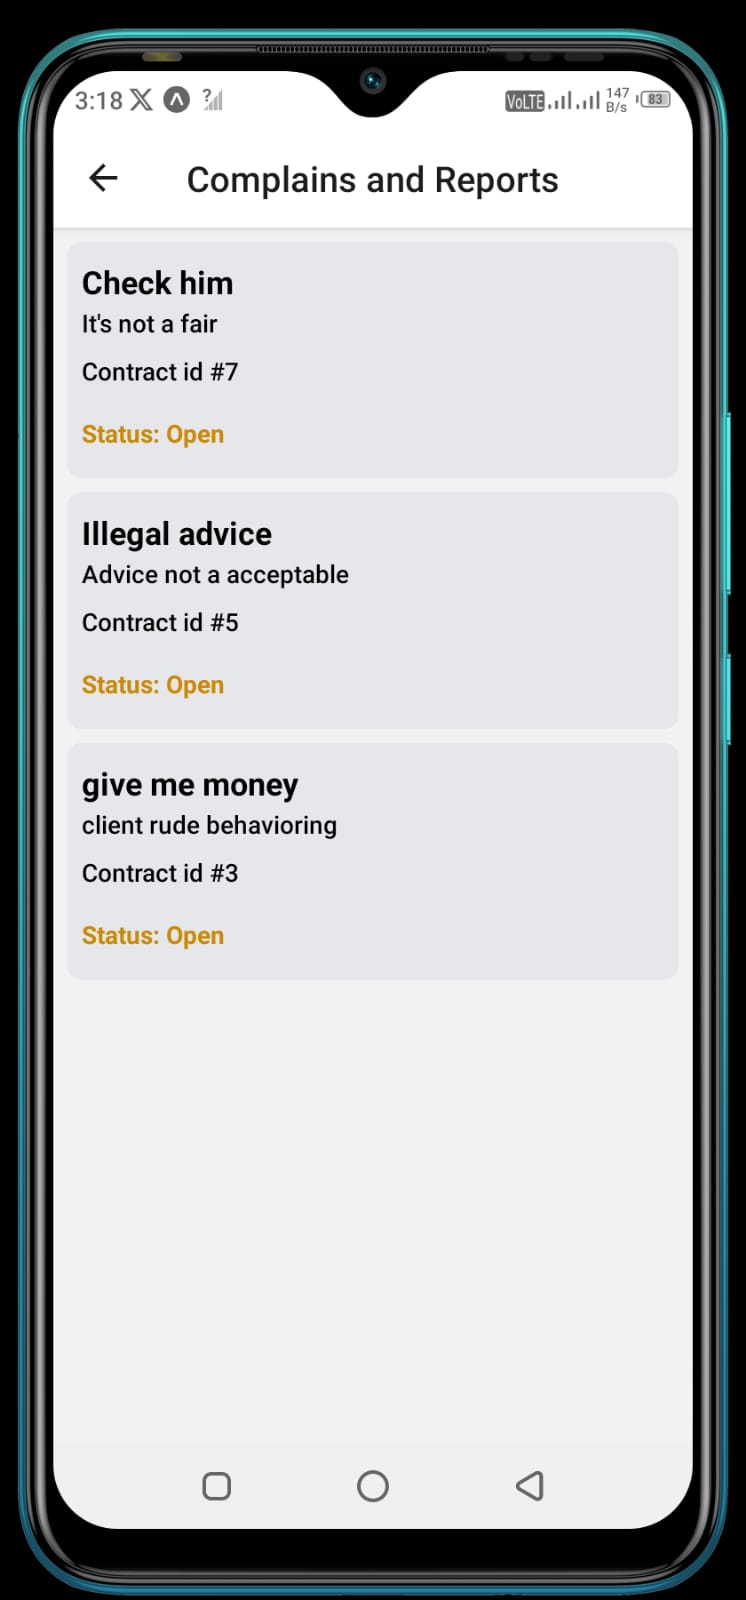 3:18
VoLTE
147
B/s
83
Complains and Reports
Check him
It's not a fair
Contract id #7
Status: Open
Illegal advice
Advice not a acceptable
Contract id #5
Status: Open
give me money
client rude behavioring
Contract id #3
Status: Open